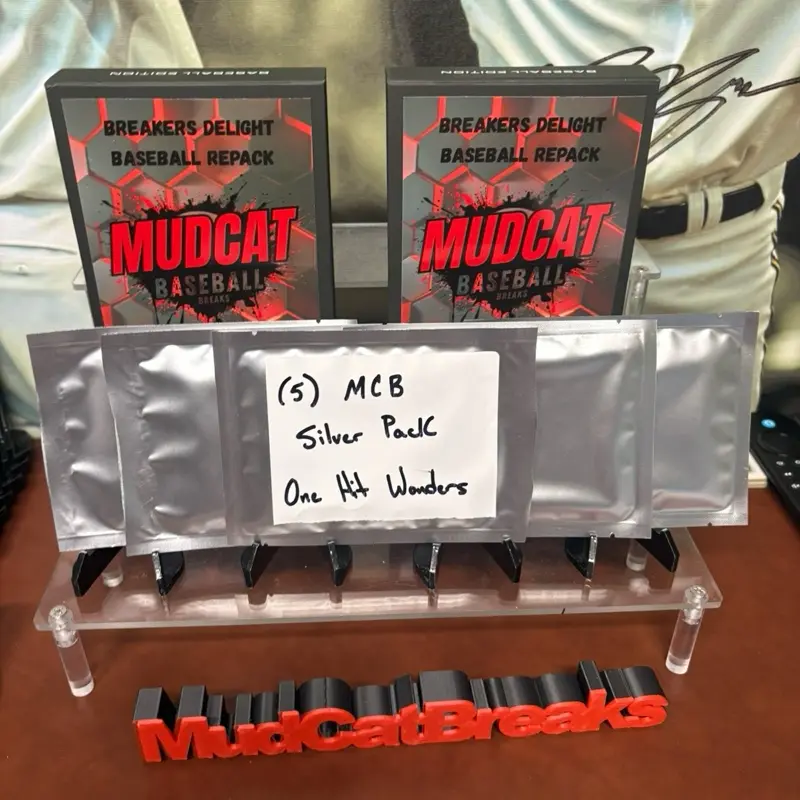 BASEBALL EDITION
BREAKERS DELIGHT
BASEBALL REPACK
MUDCAT
BASEBALL
BREAKS
BASEBALL EDITION
BREAKERS DELIGHT
BASEBALL REPACK
MUDCAT
BASEBALL
BREAKS
(5) MCB
Silver Pack
One Hit Wonders
MudCatBreaks